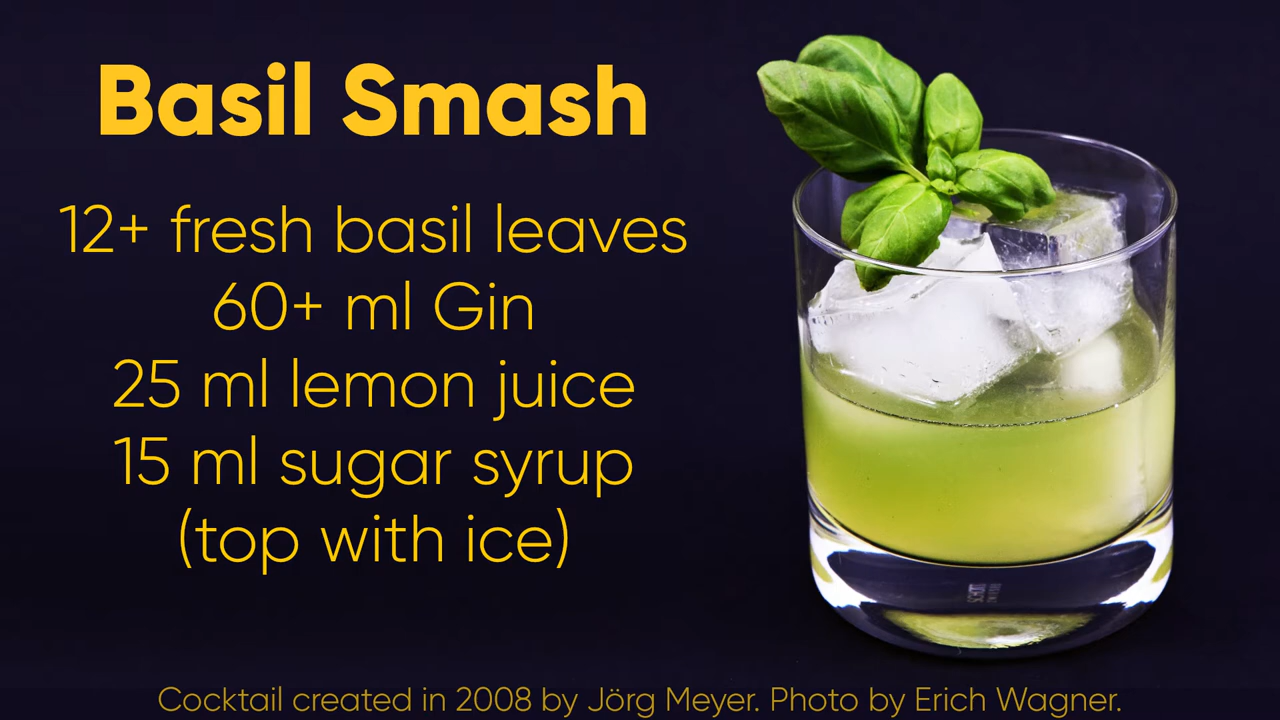 Basil Smash
12+ fresh basil leaves
60+ ml Gin
25 ml lemon juice
15 ml sugar syrup
(top with ice)
Cocktail created in 2008 by Jörg Meyer. Photo by Erich Wagner.